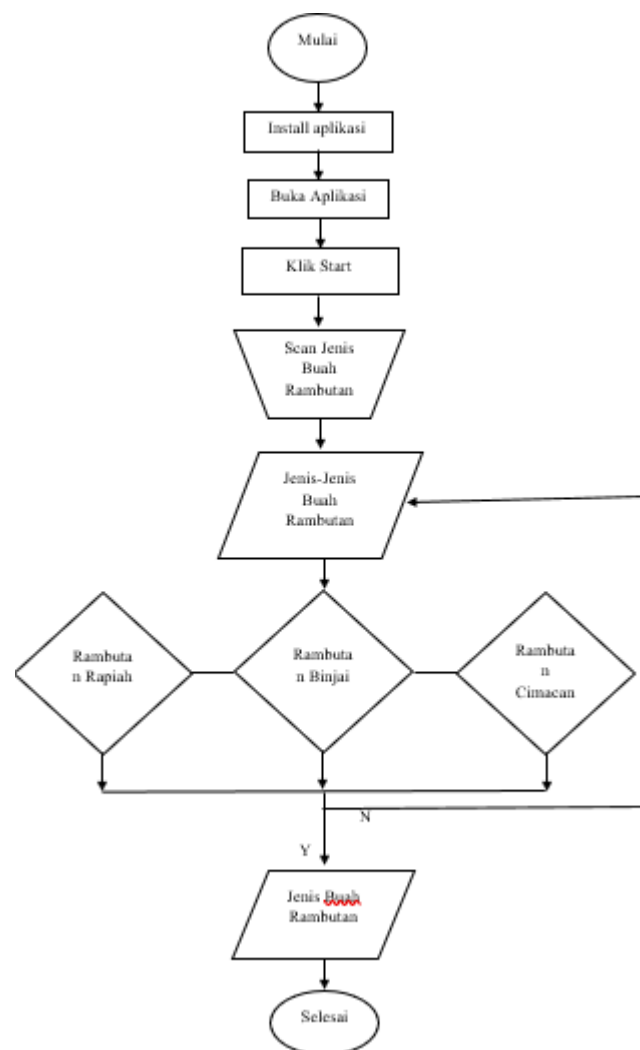 Mulai
Install aplikasi
Buka Aplikasi
Klik Start
Scan Jenis
Buah
Rambutan
Jenis-Jenis
Buah
Rambutan
Rambuta
n Rapiah
Rambuta
n Binjai
Rambuta
n
Cimacan
N
Y
Jenis Buah
Rambutan
Selesai